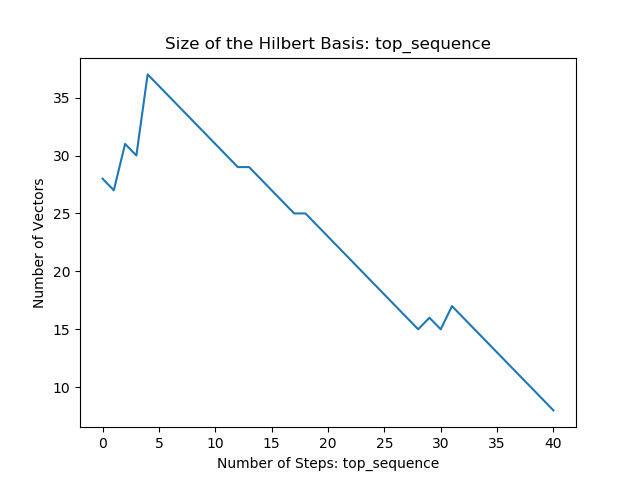 Size of the Hilbert Basis: top_sequence
Number of Vectors
35
30
25
20
15
10
0 5 10 15 20 25 30 35 40
Number of Steps: top_sequence